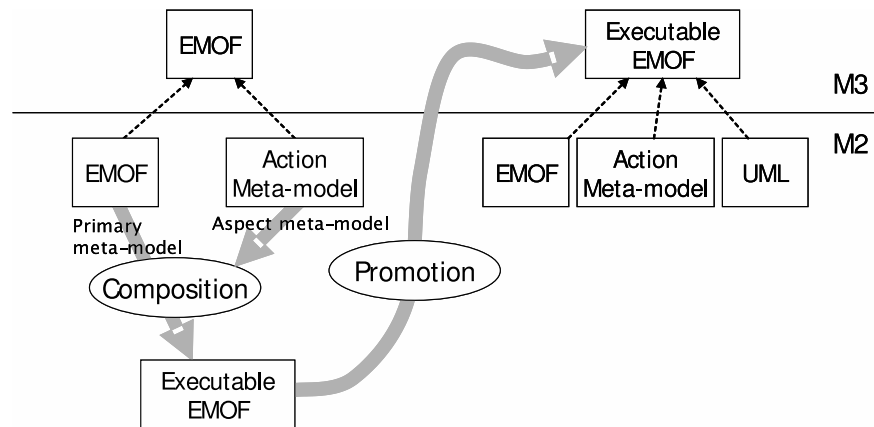 EMOF
Executable
EMOF
M3
M2
EMOF
Action
Meta-model
EMOF
Action
Meta-model
UML
Primary
meta-model
Aspect meta-model
Composition
Promotion
Executable
EMOF